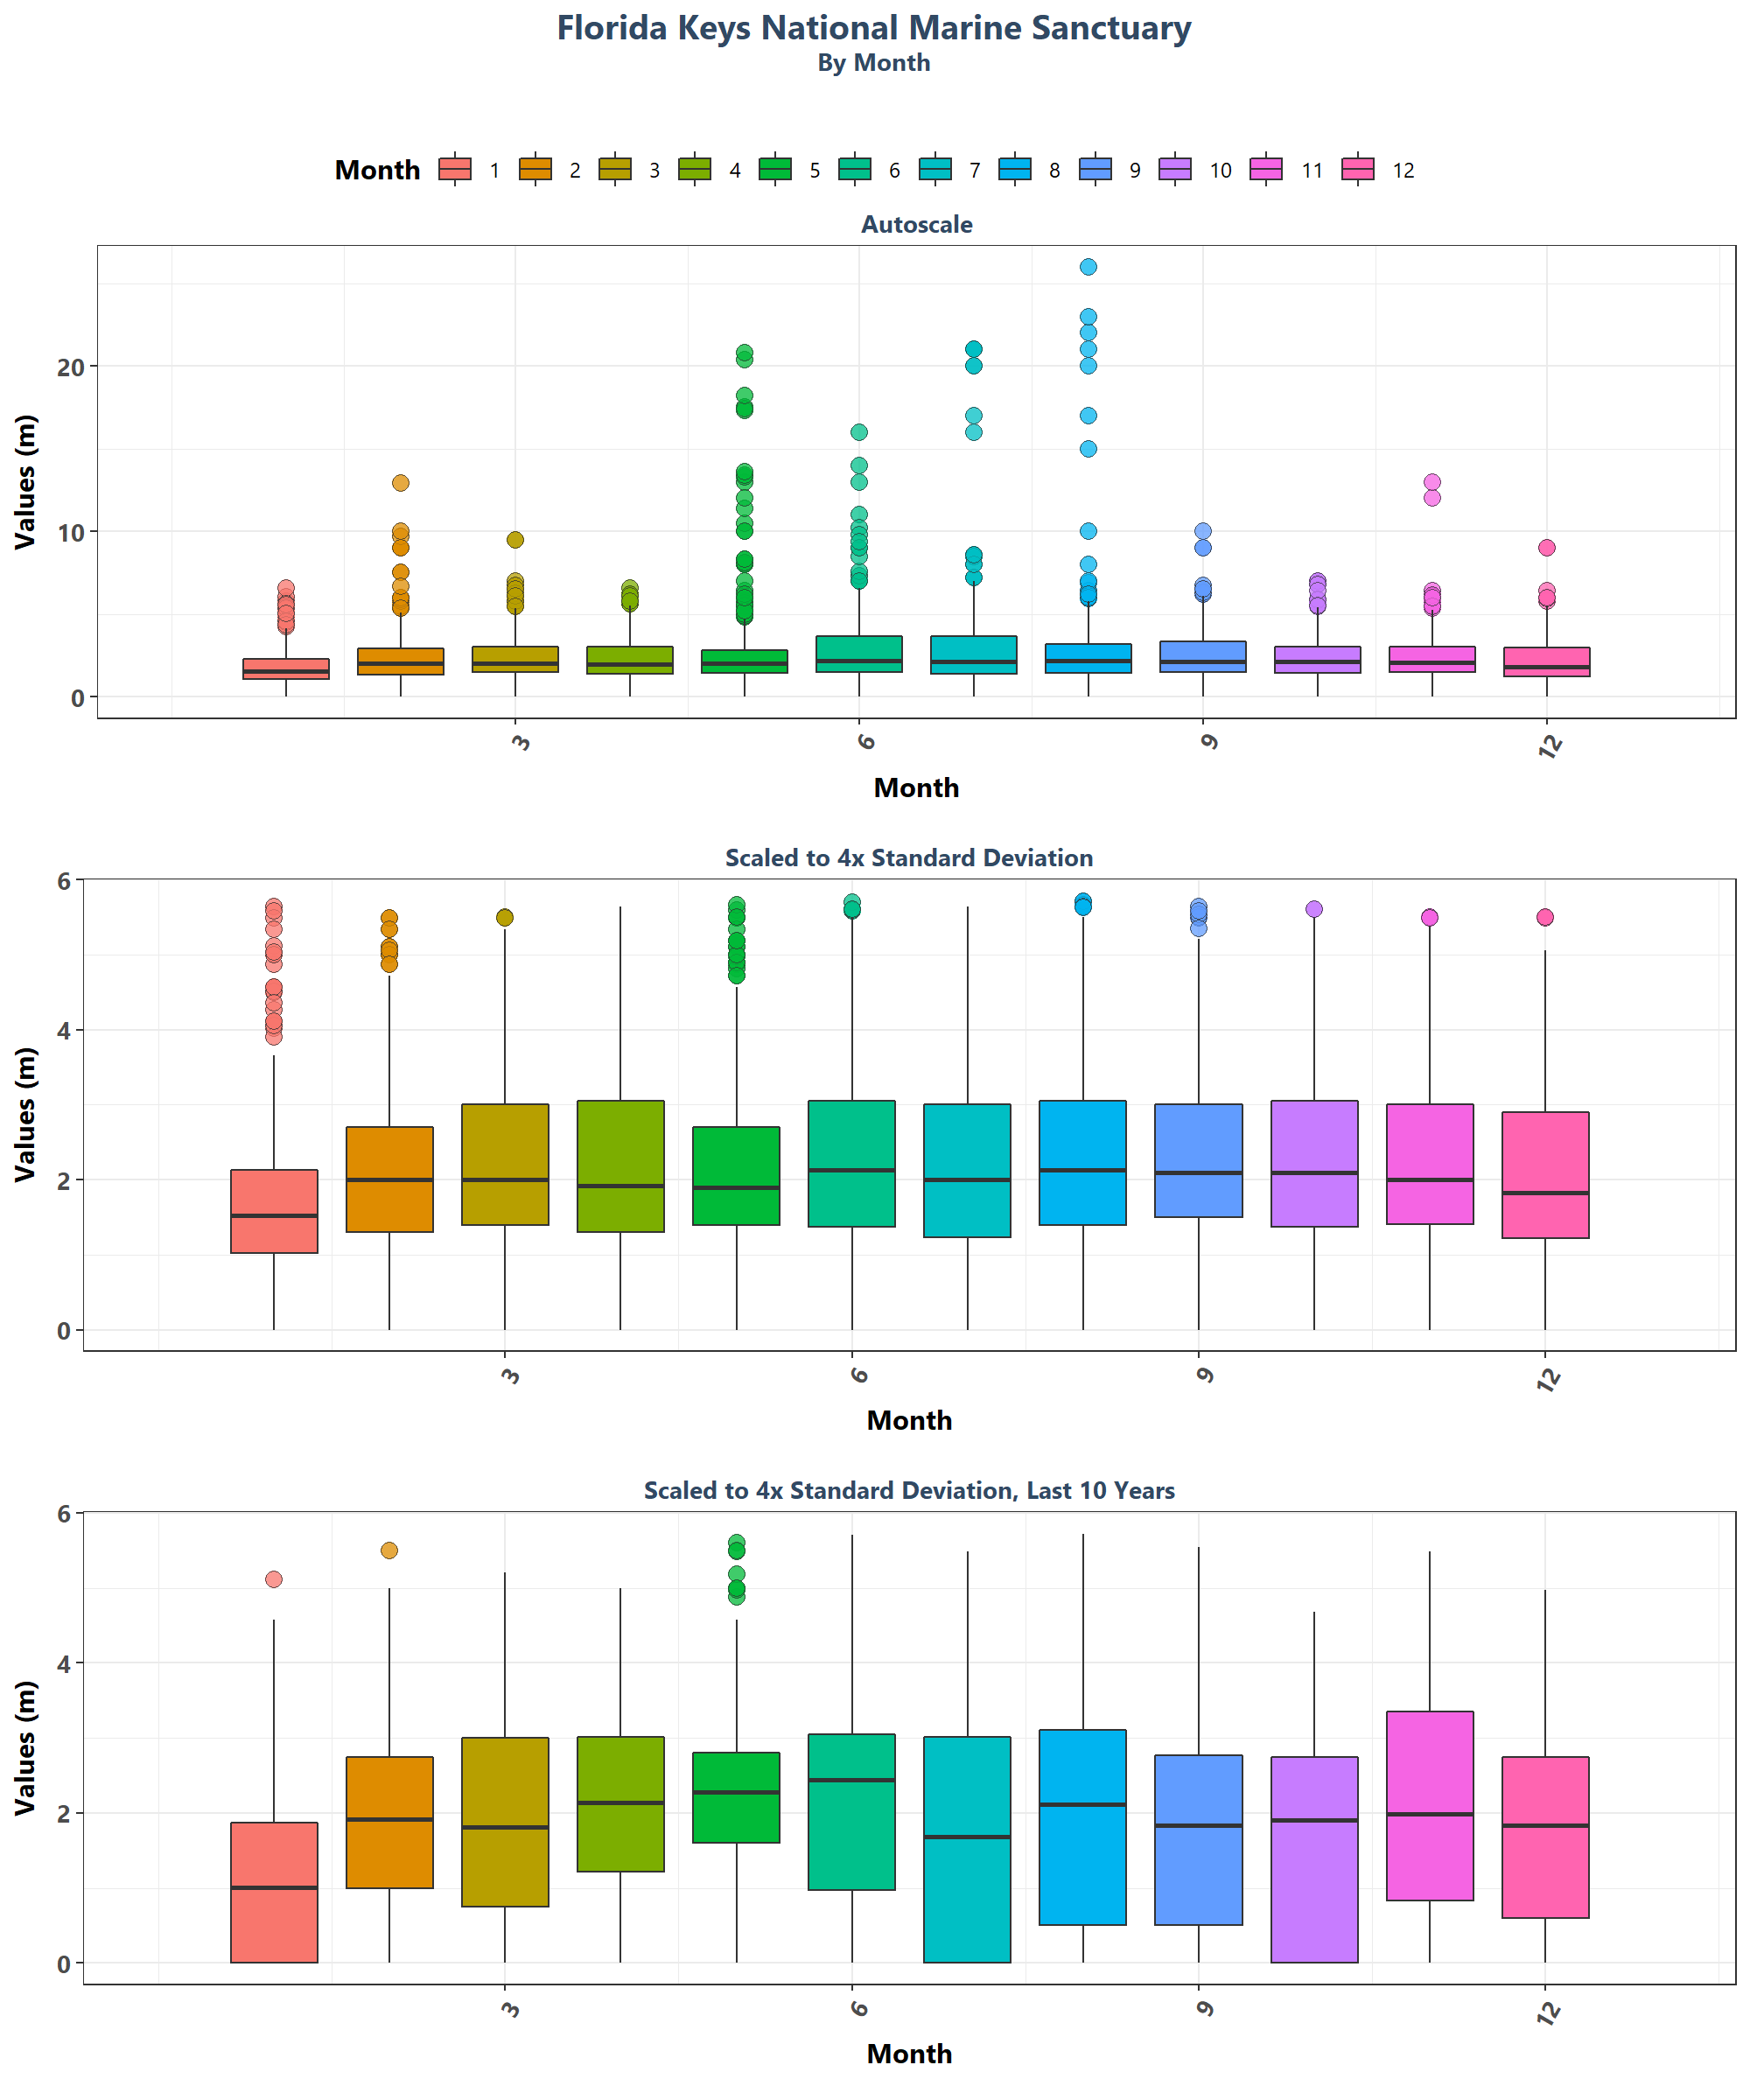 Florida Keys National Marine Sanctuary
By Month
Month 1 2 3 4 5 6 7 8 9 10 11 12
Autoscale
Values (m)
20
10
0
3 6 9 12
Month
Scaled to 4x Standard Deviation
Values (m)
6
4
2
0
3 6 9 12
Month
Scaled to 4x Standard Deviation, Last 10 Years
Values (m)
6
4
2
0
3 6 9 12
Month